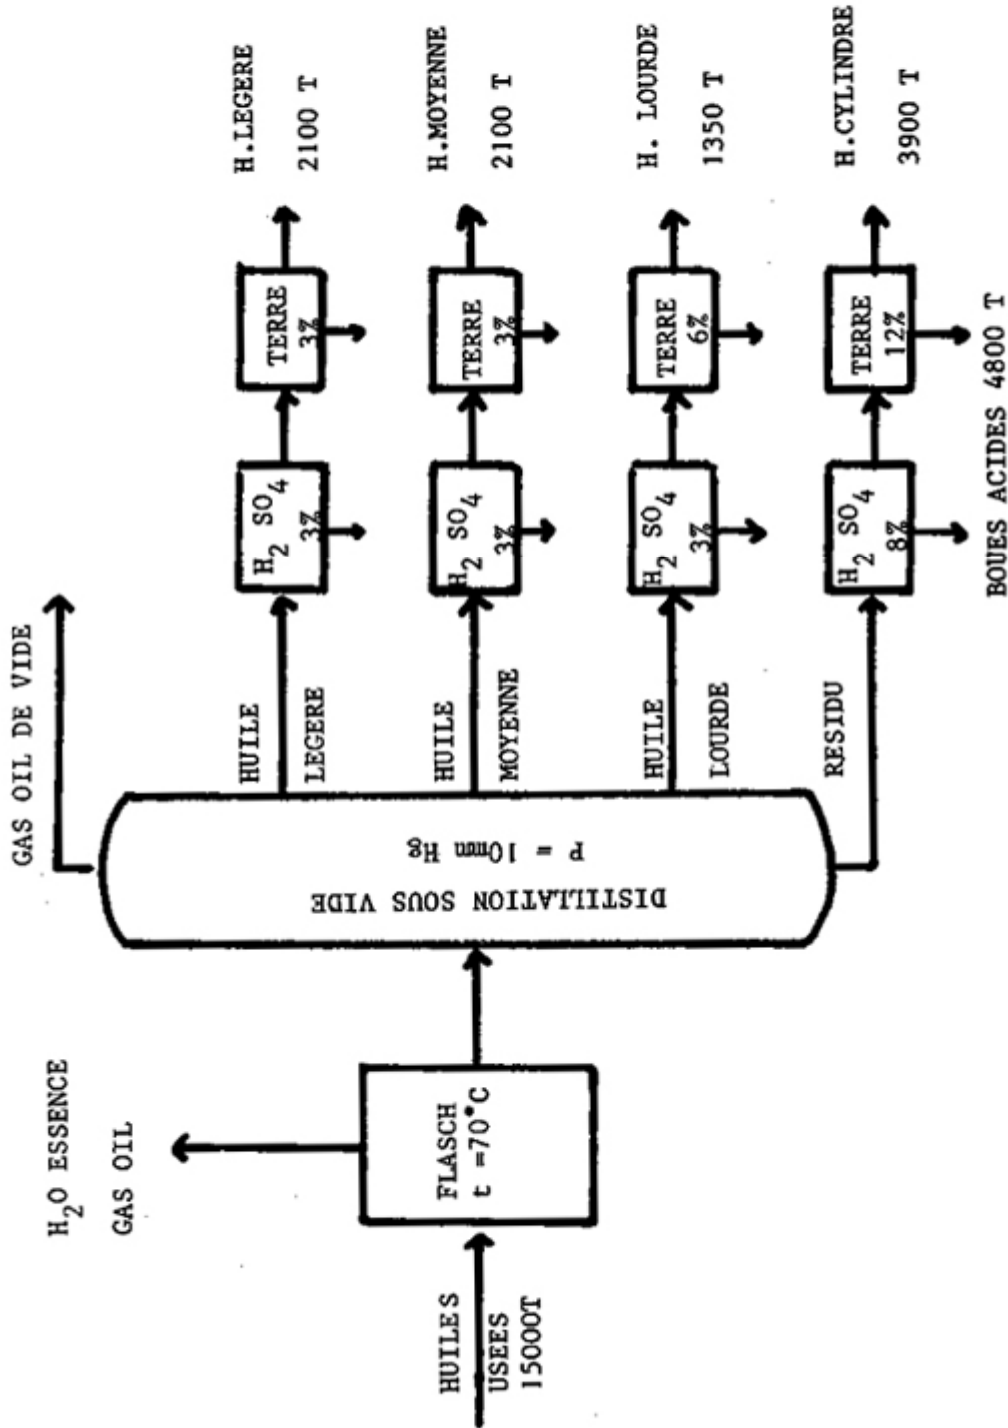 HUILES
USEES
15000T
H2O ESSENCE
GAS OIL
FLASCH
t =70°C
DISTILLATION SOUS VIDE
P = 10mm Hg
GAS OIL DE VIDE
HUILE
LEGERE
H2 SO4
3%
TERRE
3%
H.LEGERE
2100 T
HUILE
MOYENNE
H2 SO4
3%
TERRE
3%
H.MOYENNE
2100 T
HUILE
LOURDE
H2 SO4
3%
TERRE
6%
H. LOURDE
1350 T
RESIDU
H2 SO4
8%
TERRE
12%
H.CYLINDRE
3900 T
BOUES ACIDES 4800 T